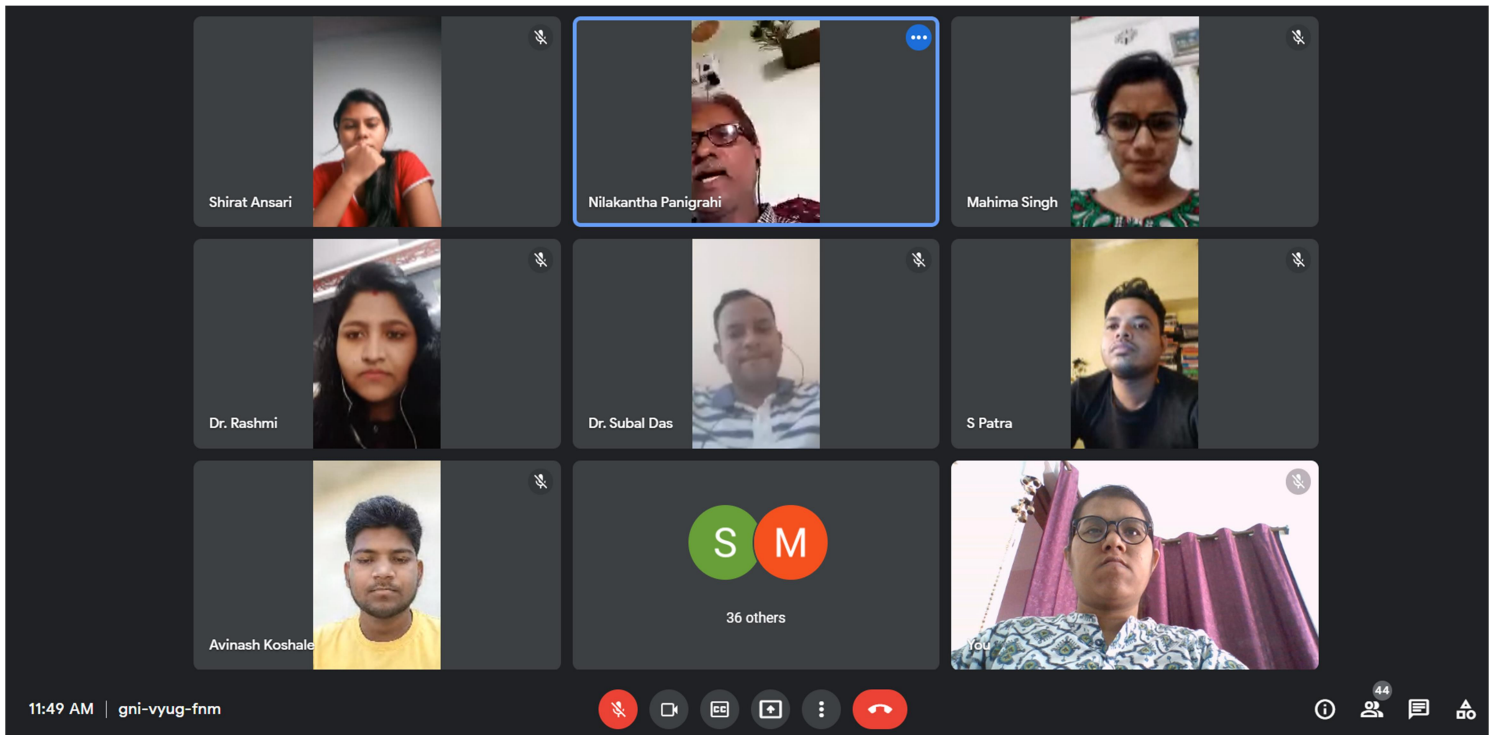 Shirat Ansari
Nilakantha Panigrahi
Mahima Singh
Dr. Rashmi
Dr. Subal Das
S Patra
Avinash Koshale
S M
36 others
You
11:49 AM | gni-vyug-fnm
CC
44